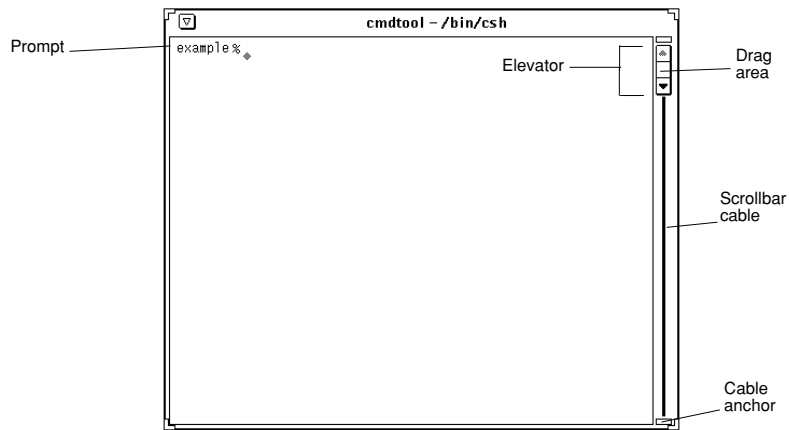 cmdtool – /bin/csh
Prompt
example%
Elevator
Drag
area
Scrollbar
cable
Cable
anchor